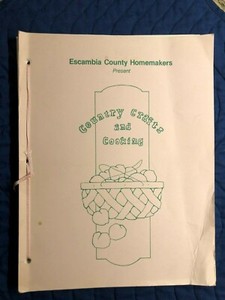 Escambia County Homemakers
Present
Country Crafts
and
Cooking